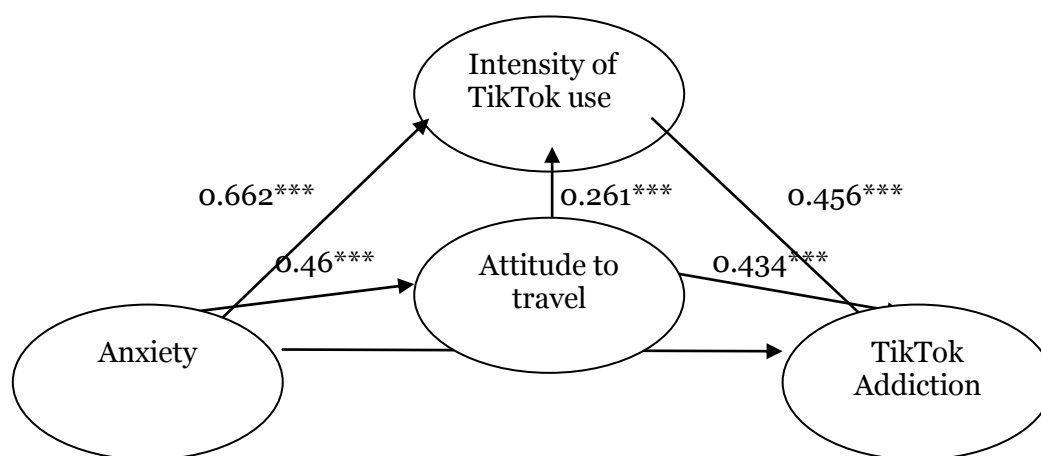 Intensity of
TikTok use
0.662***
0.261***
0.456***
0.46***
Attitude to
travel
0.434***
Anxiety
TikTok
Addiction